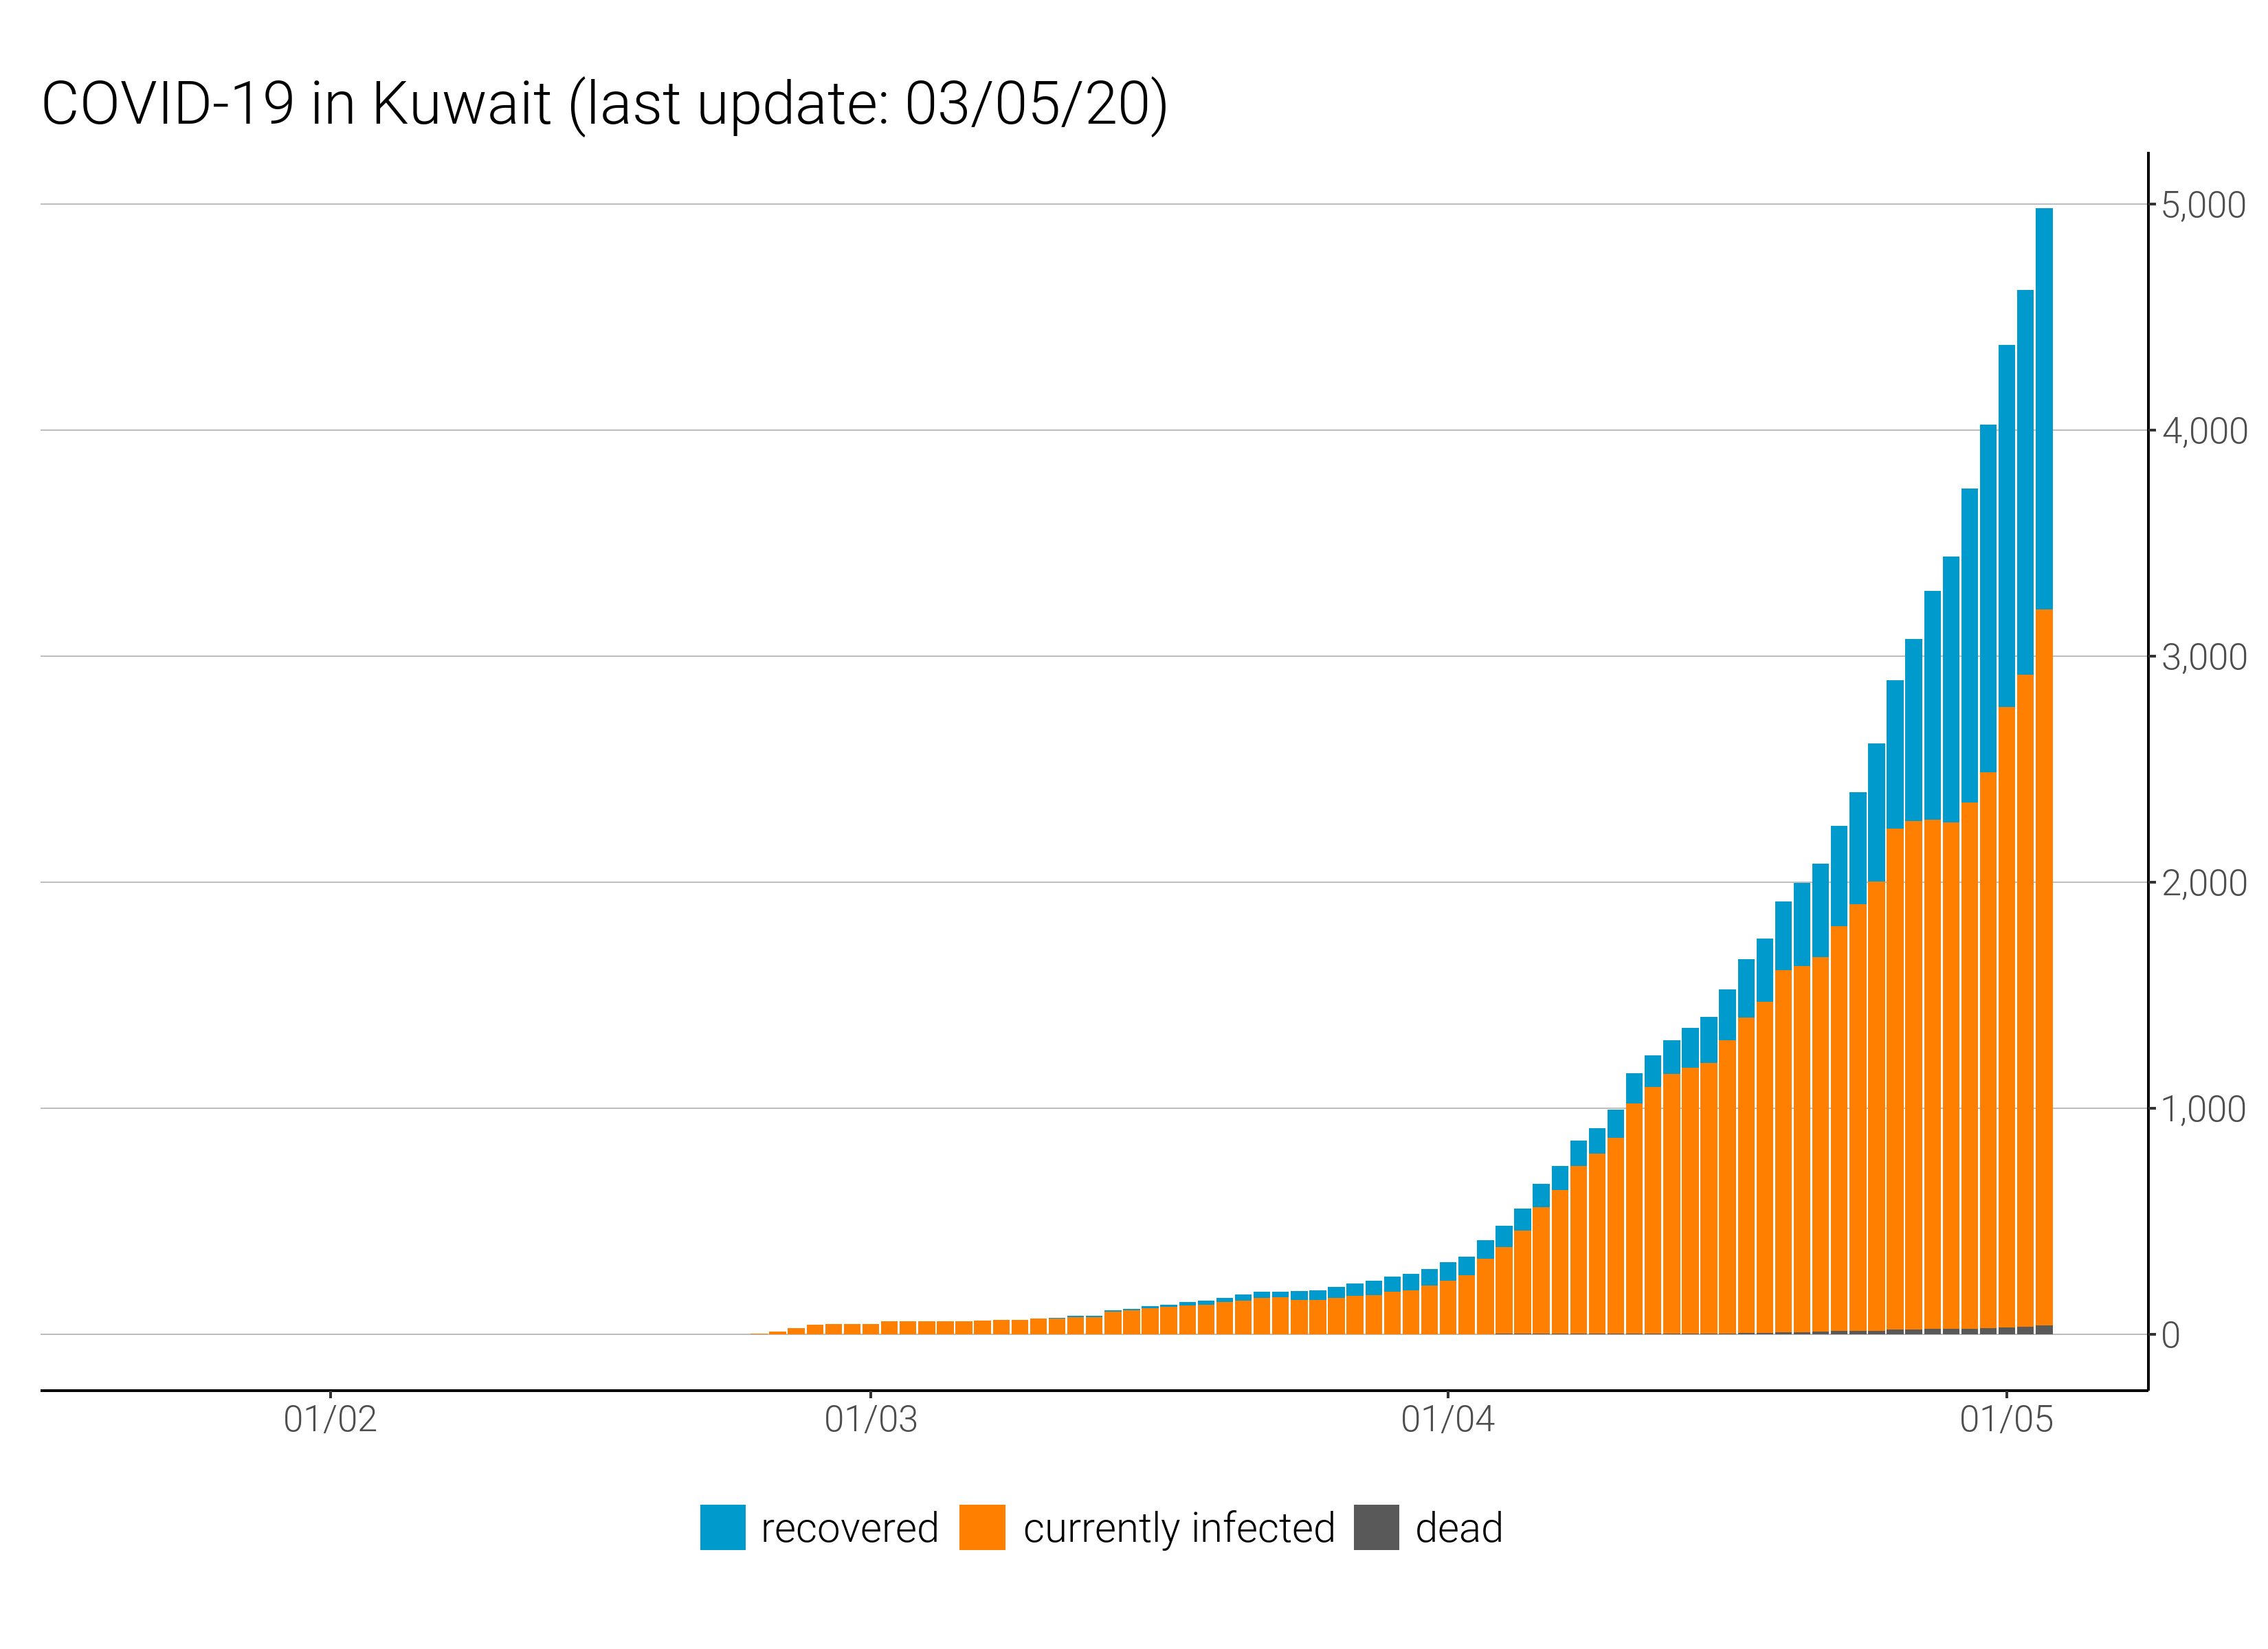 COVID-19 in Kuwait (last update: 03/05/20)
5,000
4,000
3,000
2,000
1,000
0
01/02 01/03 01/04 01/05
recovered currently infected dead